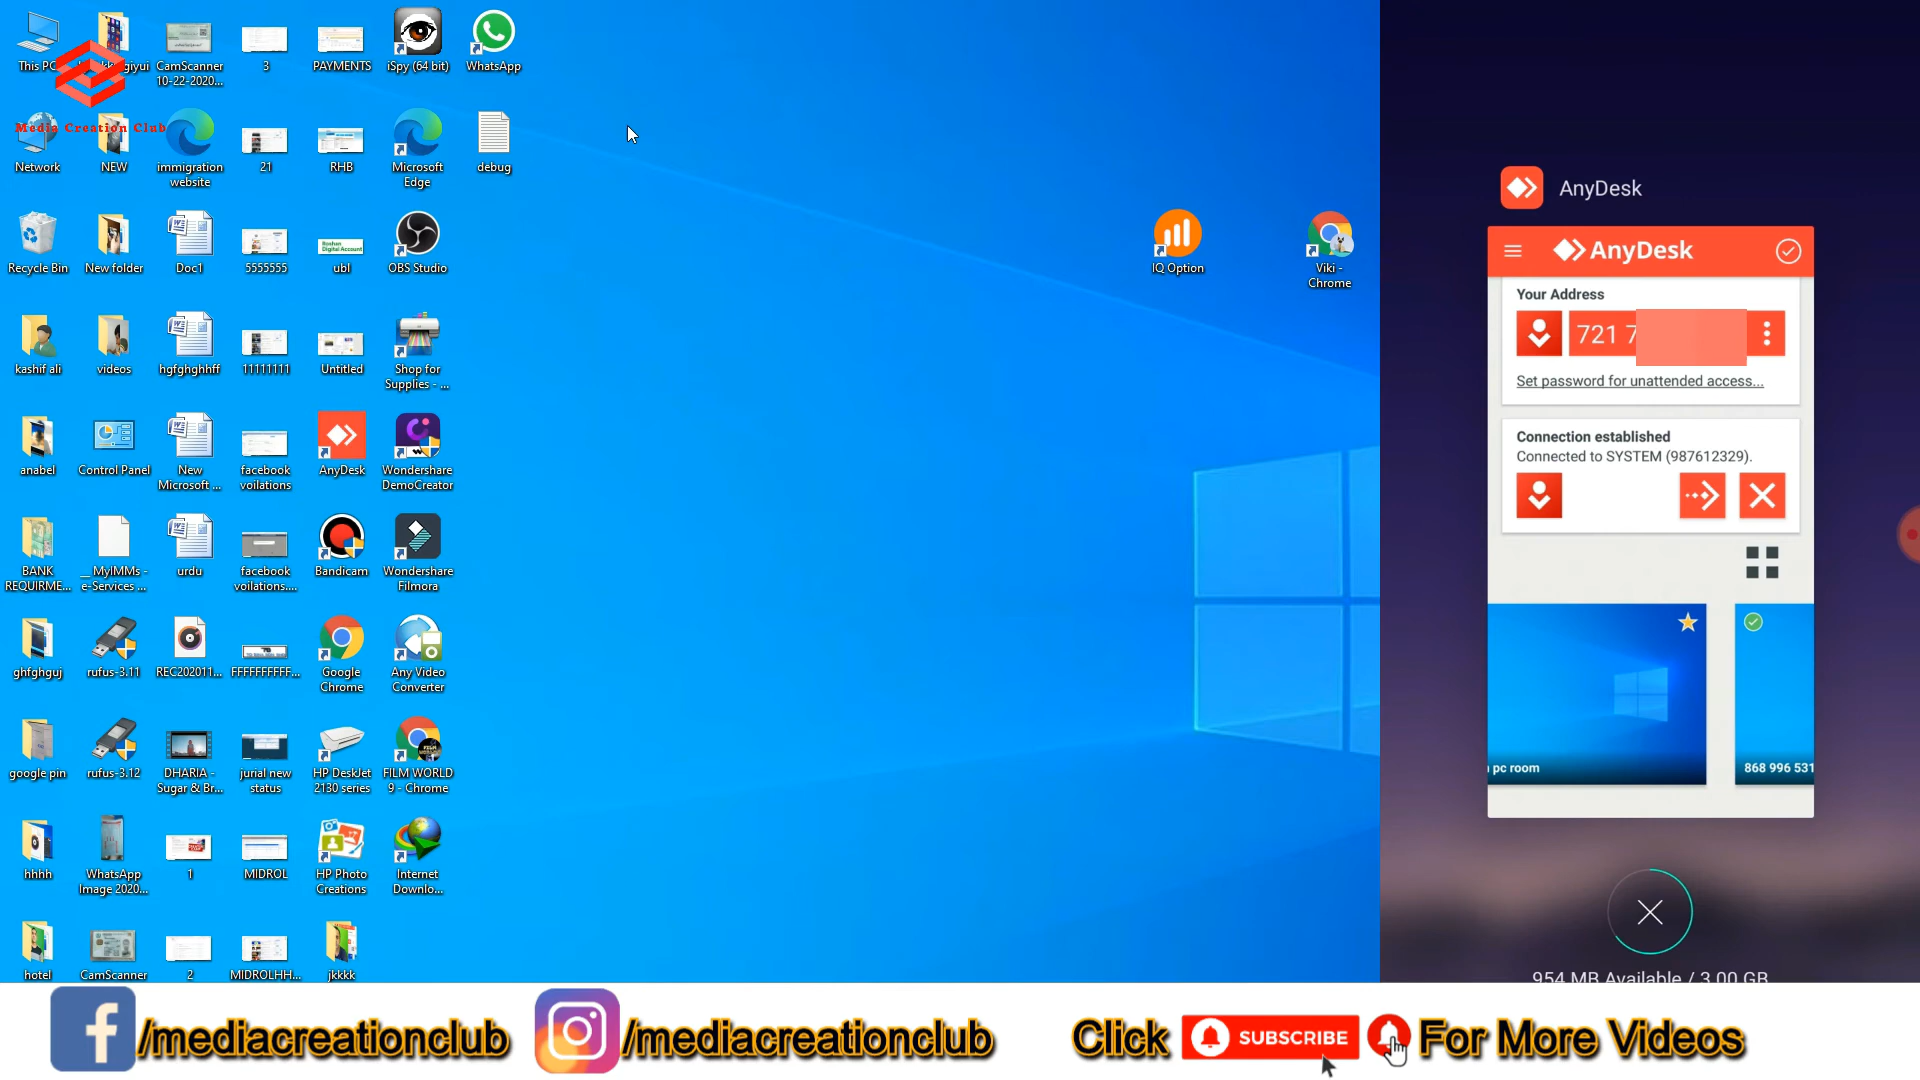 This PC
giyui
CamScanner
10-22-2020...
3
PAYMENTS
iSpy (64 bit)
WhatsApp
Media Creation Club
Network
NEW
immigration
website
21
RHB
Microsoft
Edge
debug
Recycle Bin
New folder
Doc1
5555555
Roshan
Digital Account
ubl
OBS Studio
IQ Option
Viki -
Chrome
kashif ali
videos
hgfghghhff
11111111
Untitled
Shop for
Supplies - ...
anabel
Control Panel
New
Microsoft ...
facebook
voilations
AnyDesk
Wondershare
DemoCreator
BANK
REQUIRME...
__ MyIMMs -
e-Services ...
urdu
facebook
voilations....
Bandicam
Wondershare
Filmora
ghfghguj
rufus-3.11
REC202011...
FFFFFFFFFF...
Google
Chrome
Any Video
Converter
google pin
rufus-3.12
DHARIA -
Sugar & Br...
jurial new
status
HP DeskJet
2130 series
FILM WORLD
9 - Chrome
hhhh
WhatsApp
Image 2020...
1
MIDROL
HP Photo
Creations
Internet
Downlo...
hotel
CamScanner
2
MIDROLHH...
jkkkk
AnyDesk
AnyDesk
Your Address
721 7
Set password for unattended access...
Connection established
Connected to SYSTEM (987612329).
pc room
868 996 531
954 MB Available / 3.00 GB
/mediacreationclub
/mediacreationclub
Click
SUBSCRIBE
For More Videos